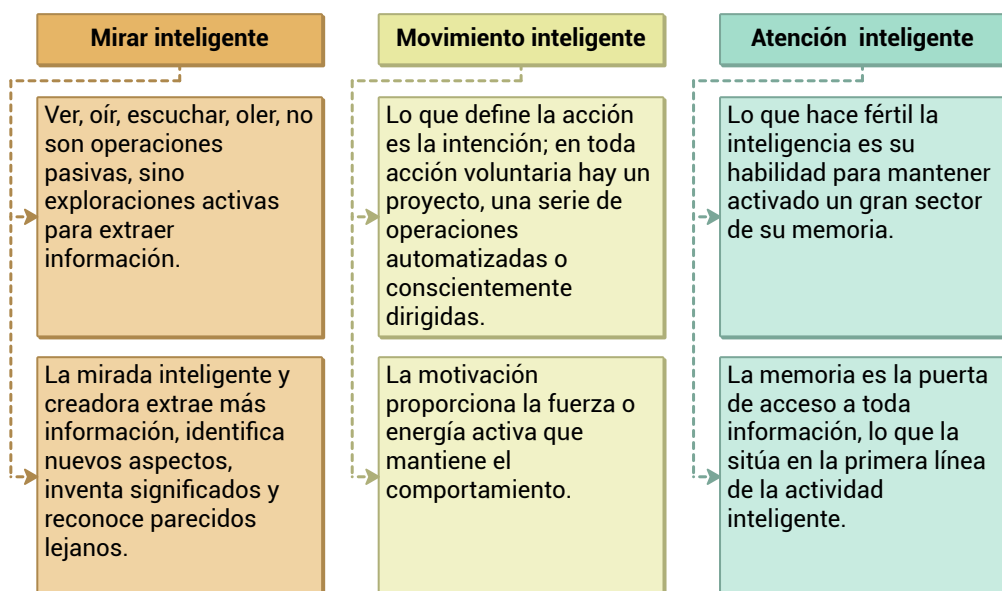 Mirar inteligente
Ver, oír, escuchar, oler, no
son operaciones
pasivas, sino
exploraciones activas
para extraer
información.
La mirada inteligente y
creadora extrae más
información, identifica
nuevos aspectos,
inventa significados y
reconoce parecidos
lejanos.
Movimiento inteligente
Lo que define la acción
es la intención; en toda
acción voluntaria hay un
proyecto, una serie de
operaciones
automatizadas o
conscientemente
dirigidas.
La motivación
proporciona la fuerza o
energía activa que
mantiene el
comportamiento.
Atención inteligente
Lo que hace fértil la
inteligencia es su
habilidad para mantener
activado un gran sector
de su memoria.
La memoria es la puerta
de acceso a toda
información, lo que la
sitúa en la primera línea
de la actividad
inteligente.